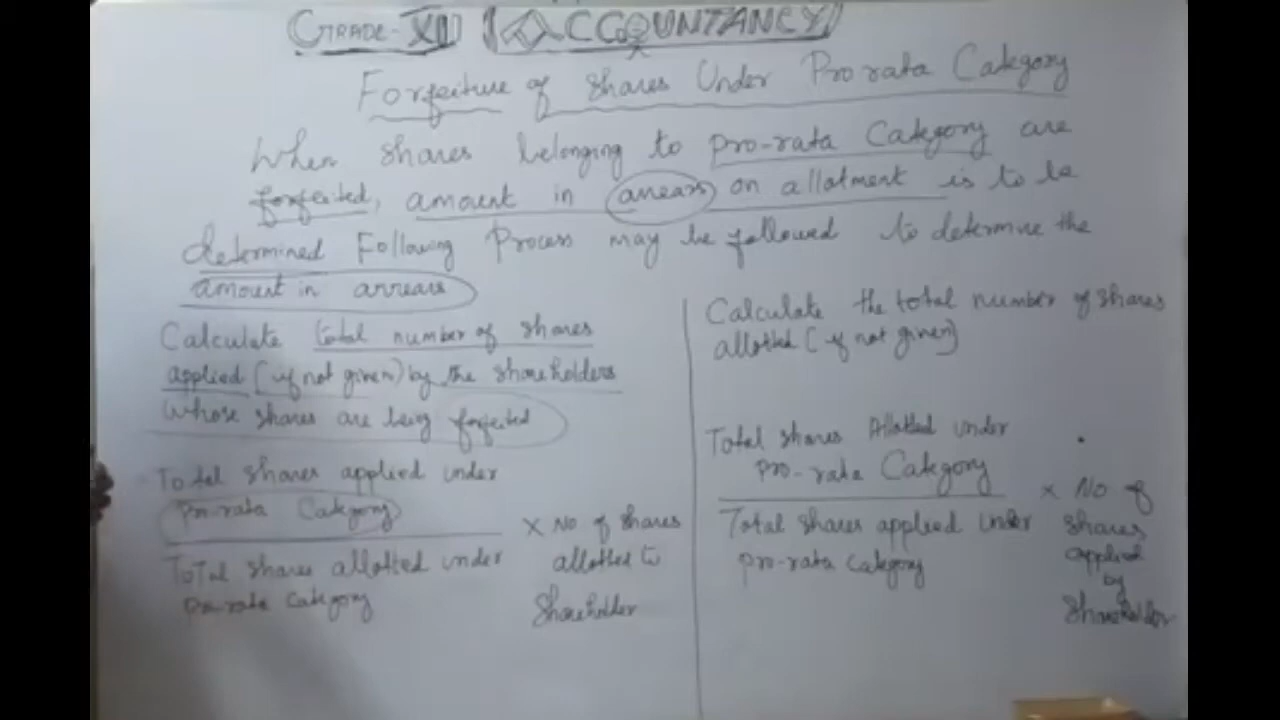 GRADE-XII ACCOUNTANCY
Forfeiture of shares Under Pro rata Category
When shares belonging to pro-rata Category are
forfeited, amount in arrears on allotment is to be
determined Following Process may be followed to determine the
amount in arrears
Calculate total number of shares
applied (if not given) by the shareholders
whose shares are being forfeited
Total shares applied under
Pro-rata Category
Total shares allotted under
Pro-rata Category
× No of shares
allotted to
Shareholder
Calculate the total number of shares
allotted (if not given)
Total shares Allotted under
pro-rata Category
Total shares applied under
pro-rata Category
× No of
shares
applied
by
Shareholder